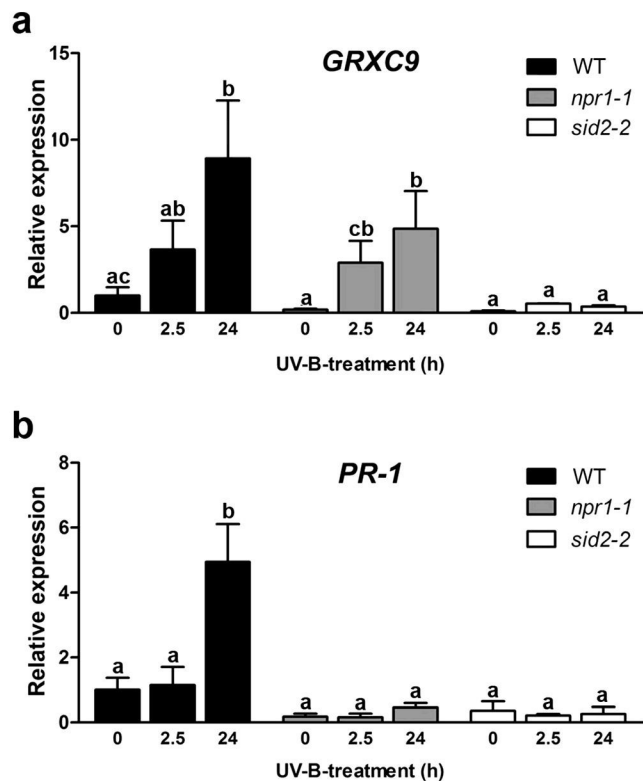 a
GRXC9
WT
npr1-1
sid2-2
Relative expression
15
10
5
0
ac
ab
b
a
cb
b
a
a
a
0 2.5 24 0 2.5 24 0 2.5 24
UV-B-treatment (h)
b
PR-1
WT
npr1-1
sid2-2
Relative expression
8
6
4
2
0
a
a
b
a
a
a
a
a
a
0 2.5 24 0 2.5 24 0 2.5 24
UV-B-treatment (h)